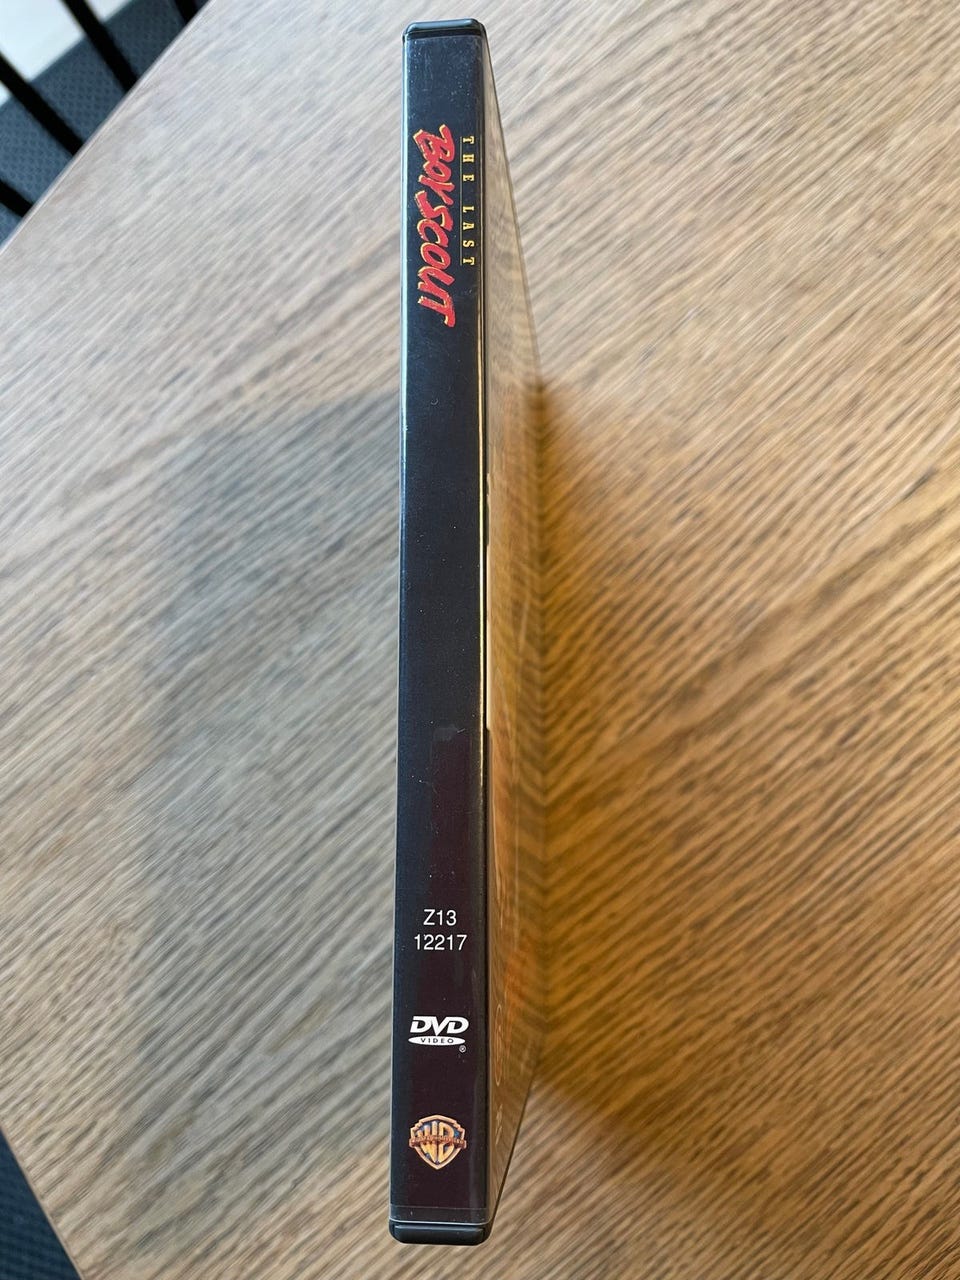 THE LAST
BOY SCOUT
Z13
12217
DVD
VIDEO
®
WB